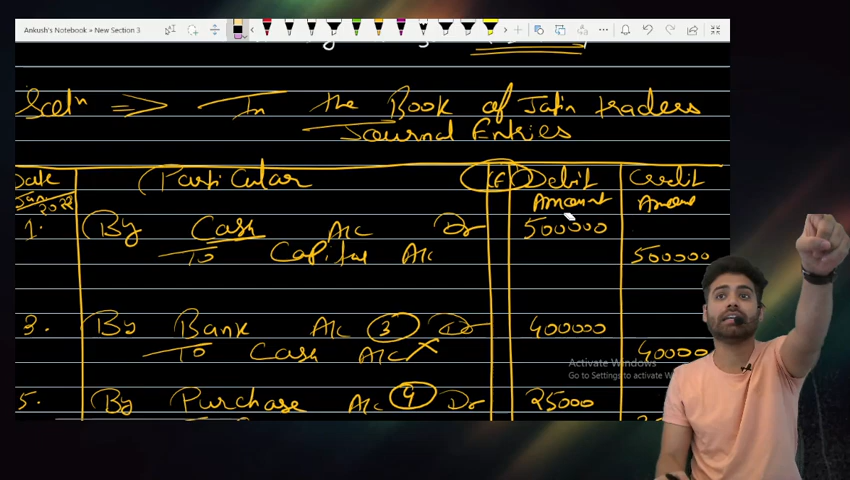 Ankush's Notebook » New Section 3
Soln => In the Book of Jatin traders
Journal Entries
Date Particular LF Debit Amount Credit Amount
Jan 2022
1. By Cash A/c Dr 500000
To Capital A/c 500000
3. By Bank A/c 3 Dr 400000
To Cash A/c X 40000
Activate Windows
Go to Settings to activate W
5. By Purchase A/c 9 Dr 25000